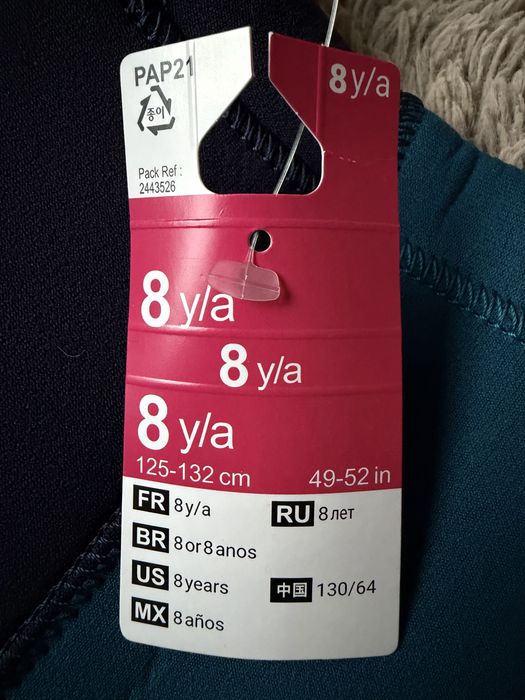 PAP21
8 y/a
종이
Pack Ref :
2443526
8 y/a
8 y/a
8 y/a
125-132 cm 49-52 in
FR 8 y/a RU 8 лет
BR 8 or 8 anos
US 8 years 中国 130/64
MX 8 años